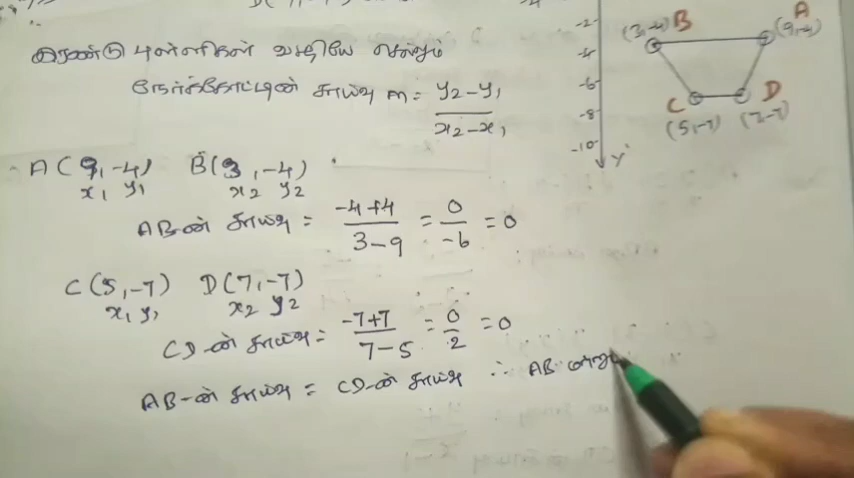 இரண்டு புள்ளிகள் வழியே செல்லும்
நேர்க்கோட்டின் சாய்வு m = y₂-y₁ / x₂-x₁
A(9,-4) B(3,-4)
x₁ y₁ x₂ y₂
AB-ன் சாய்வு = -4+4 / 3-9 = 0 / -6 = 0
C(5,-7) D(7,-7)
x₁ y₁ x₂ y₂
CD-ன் சாய்வு = -7+7 / 7-5 = 0 / 2 = 0
AB-ன் சாய்வு = CD-ன் சாய்வு ∴ AB
-2
-4
-6
-8
-10
Y'
(3,-4) B
A
(9,-4)
C
(5,-7)
D
(7,-7)